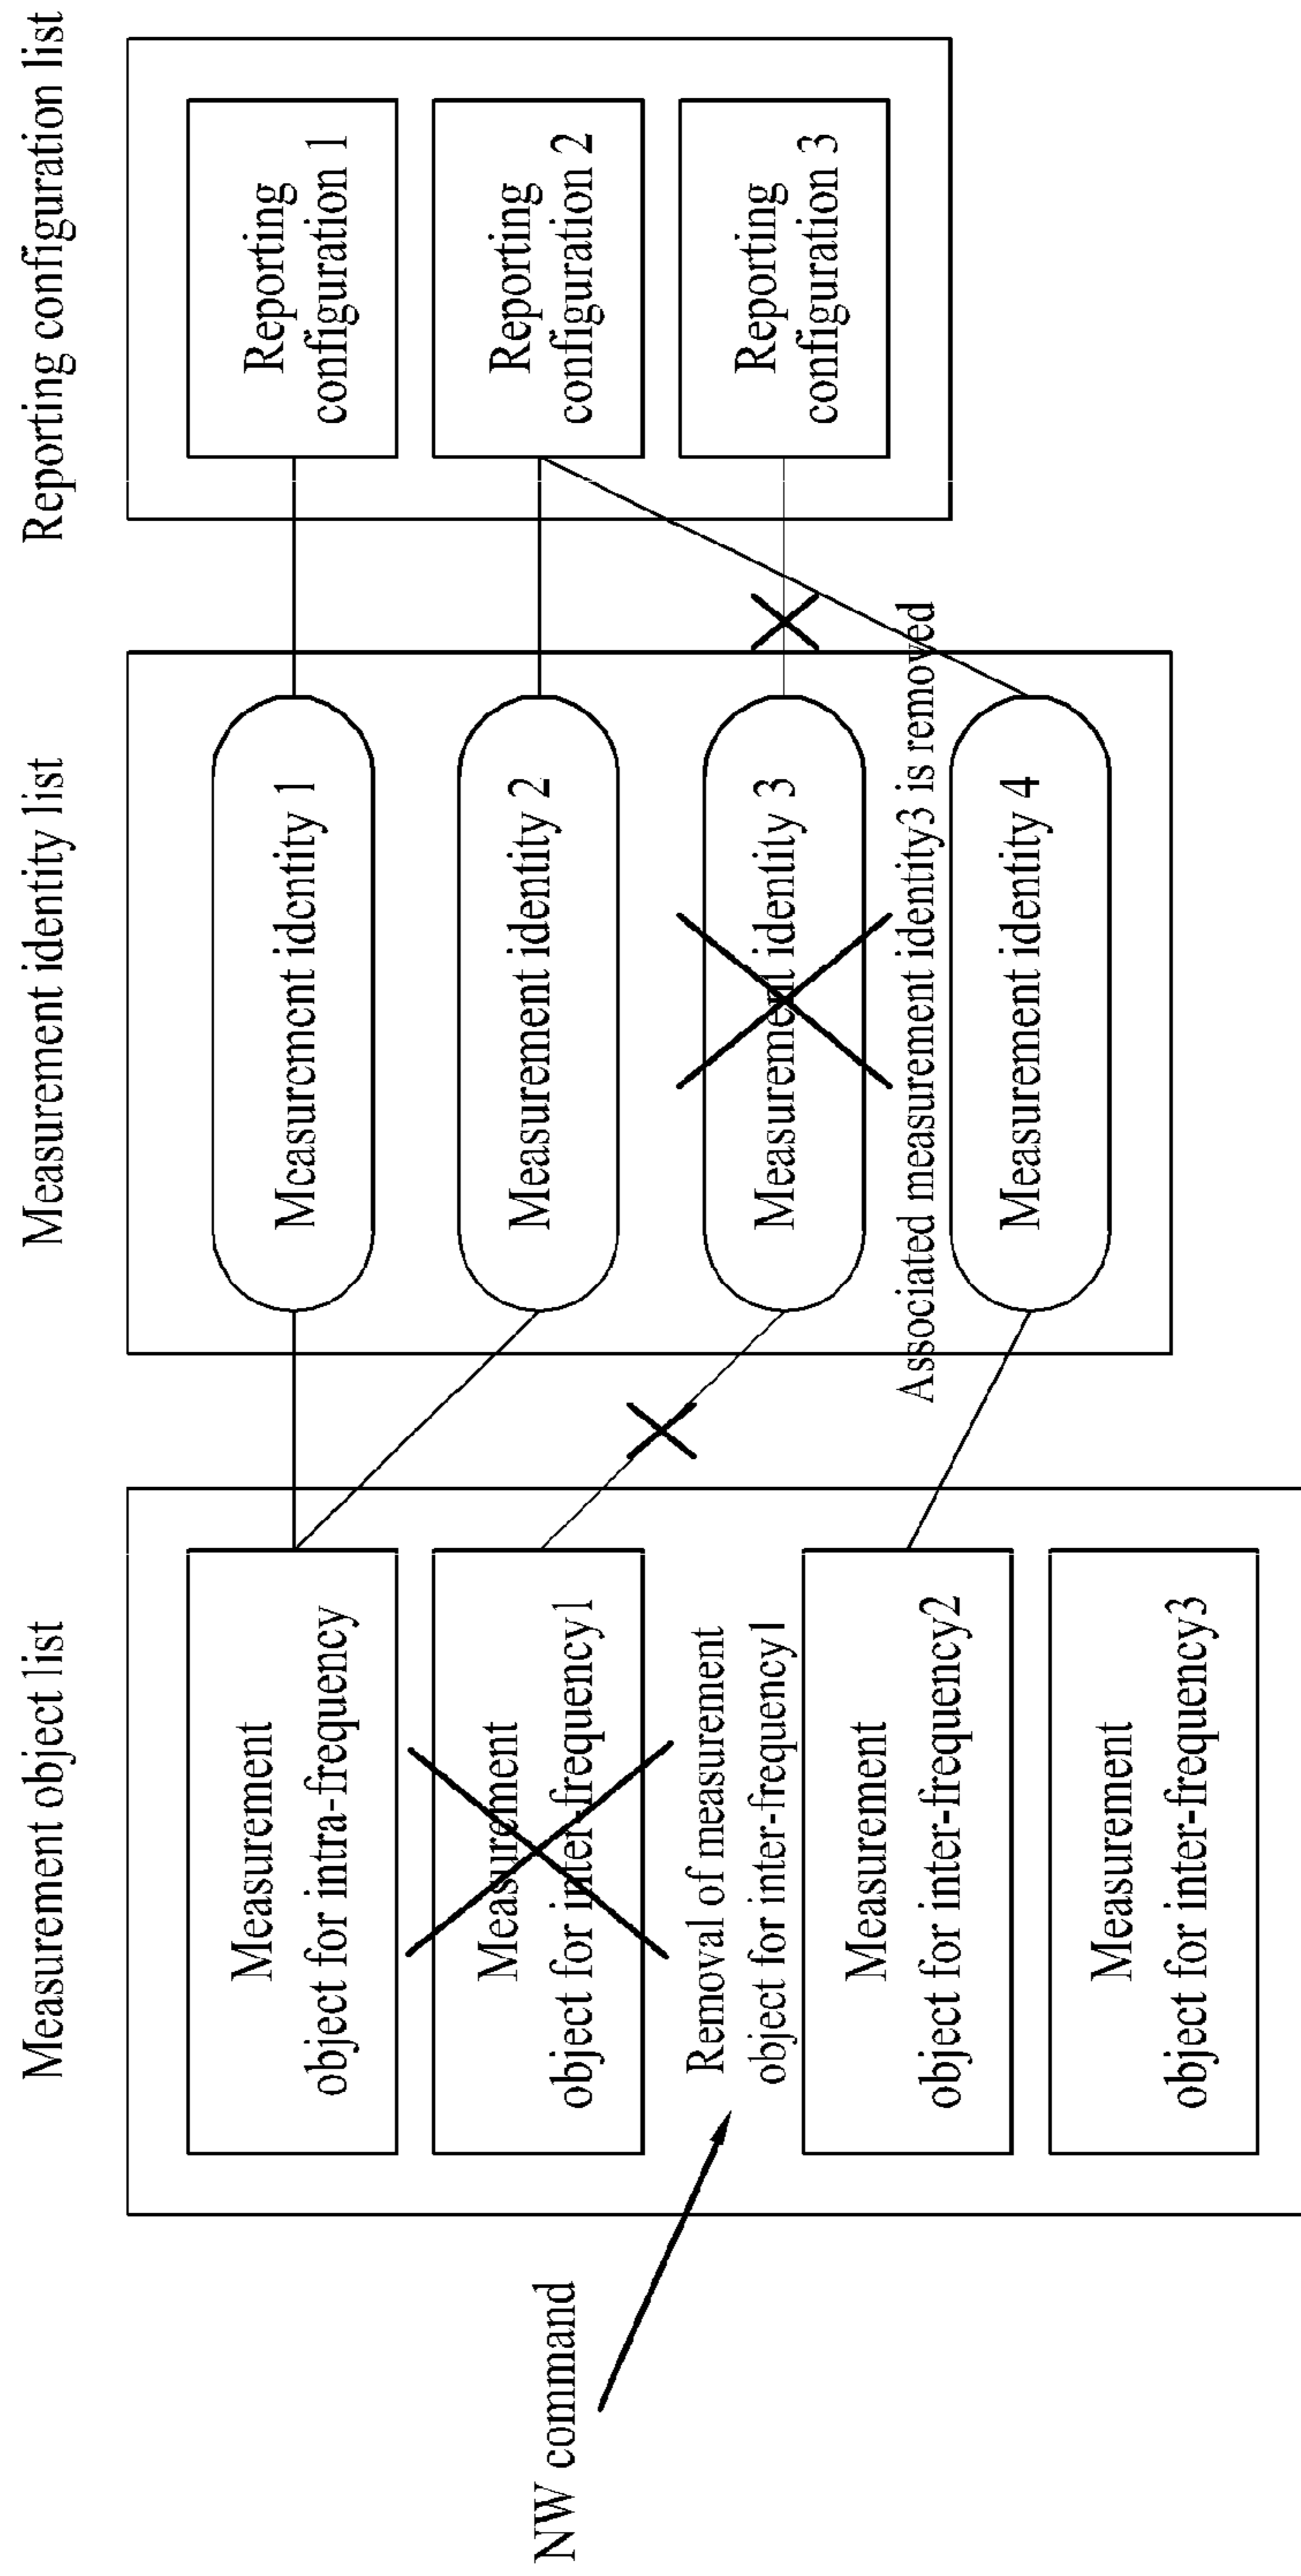 Measurement object list
Measurement identity list
Reporting configuration list
Measurement
object for intra-frequency
Measurement identity 1
Reporting
configuration 1
NW command
Measurement
object for inter-frequency1
Measurement identity 2
Reporting
configuration 2
Removal of measurement
object for inter-frequency1
Measurement identity 3
Reporting
configuration 3
Associated measurement identity3 is removed
Measurement
object for inter-frequency2
Measurement identity 4
Measurement
object for inter-frequency3